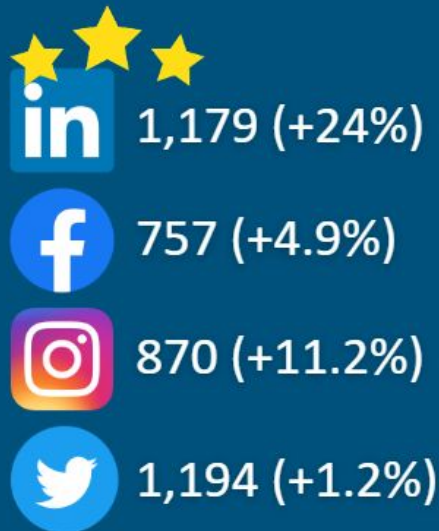 in 1,179 (+24%)
f 757 (+4.9%)
870 (+11.2%)
1,194 (+1.2%)